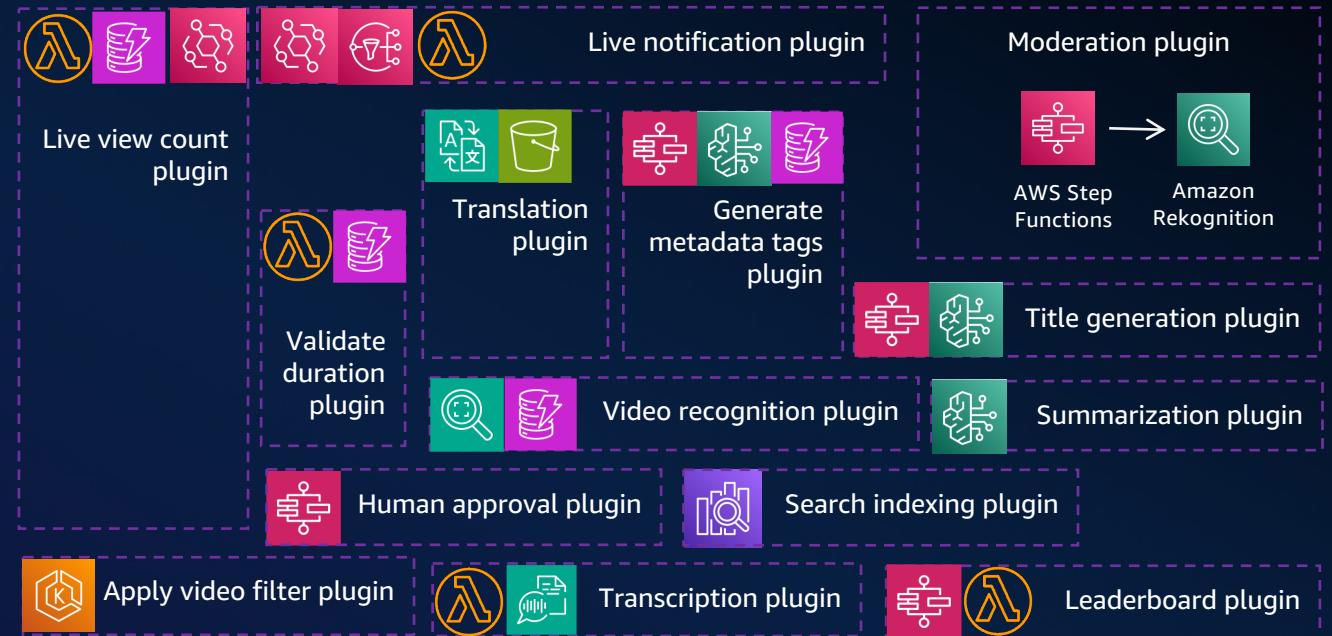 Live notification plugin
Moderation plugin
Live view count
plugin
AWS Step
Functions
Amazon
Rekognition
Translation
plugin
Generate
metadata tags
plugin
Validate
duration
plugin
Title generation plugin
Video recognition plugin
Summarization plugin
Human approval plugin
Search indexing plugin
Apply video filter plugin
Transcription plugin
Leaderboard plugin
A
文
K